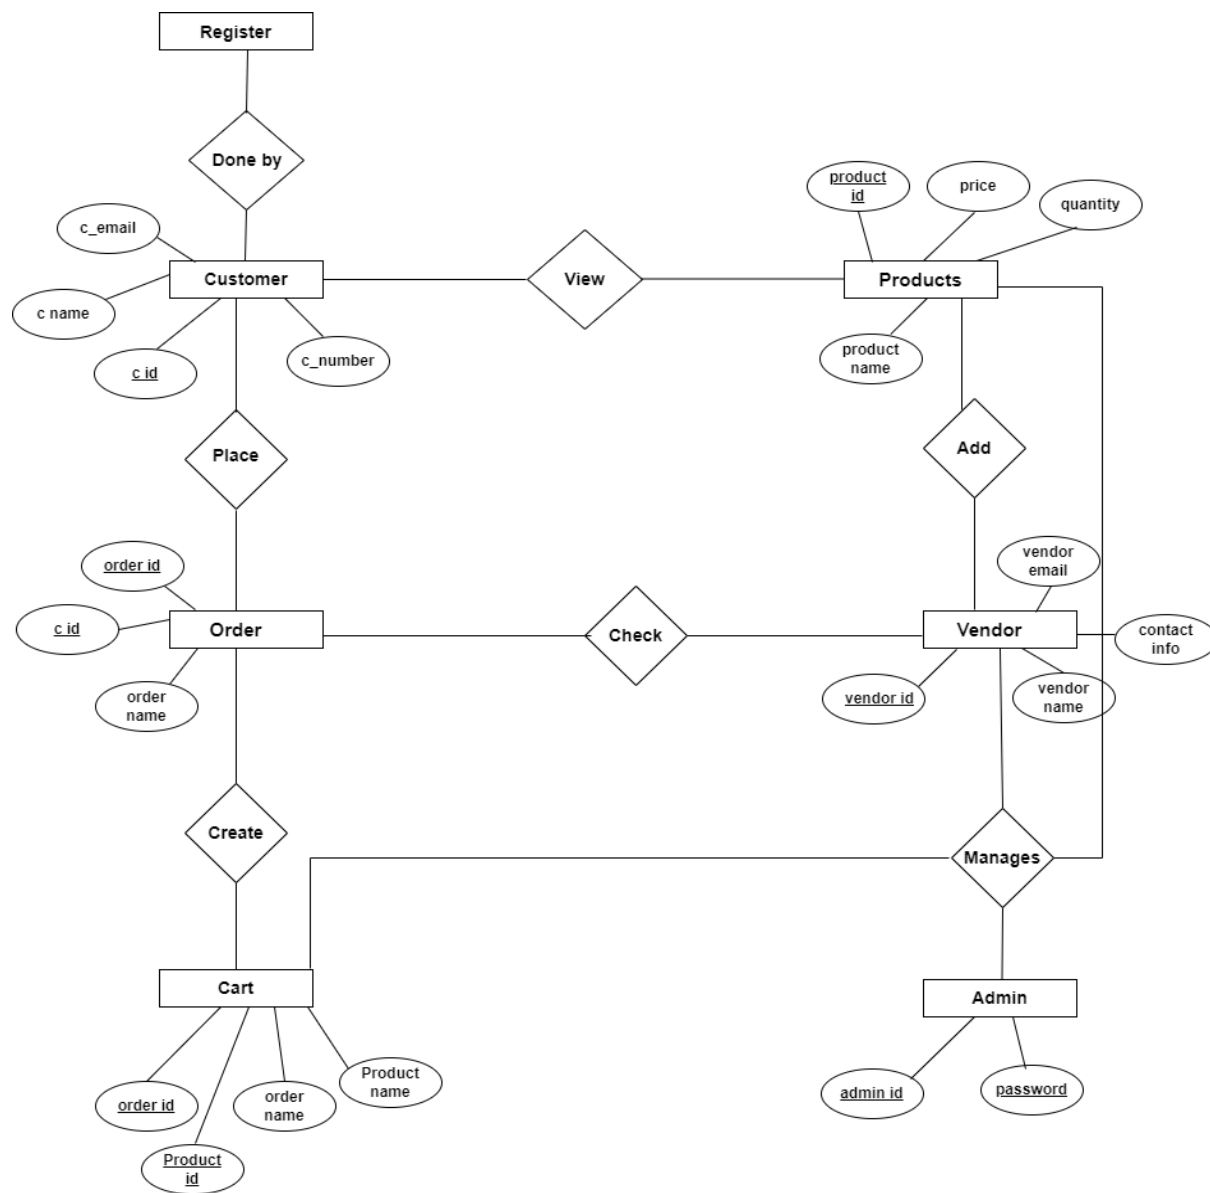 Register
Done by
c_email
product
id
price
quantity
Customer
View
Products
c name
c id
c_number
product
name
Place
Add
order id
vendor
email
c id
Order
Check
Vendor
contact
info
order
name
vendor id
vendor
name
Create
Manages
Cart
Admin
order id
Product
id
order
name
Product
name
admin id
password